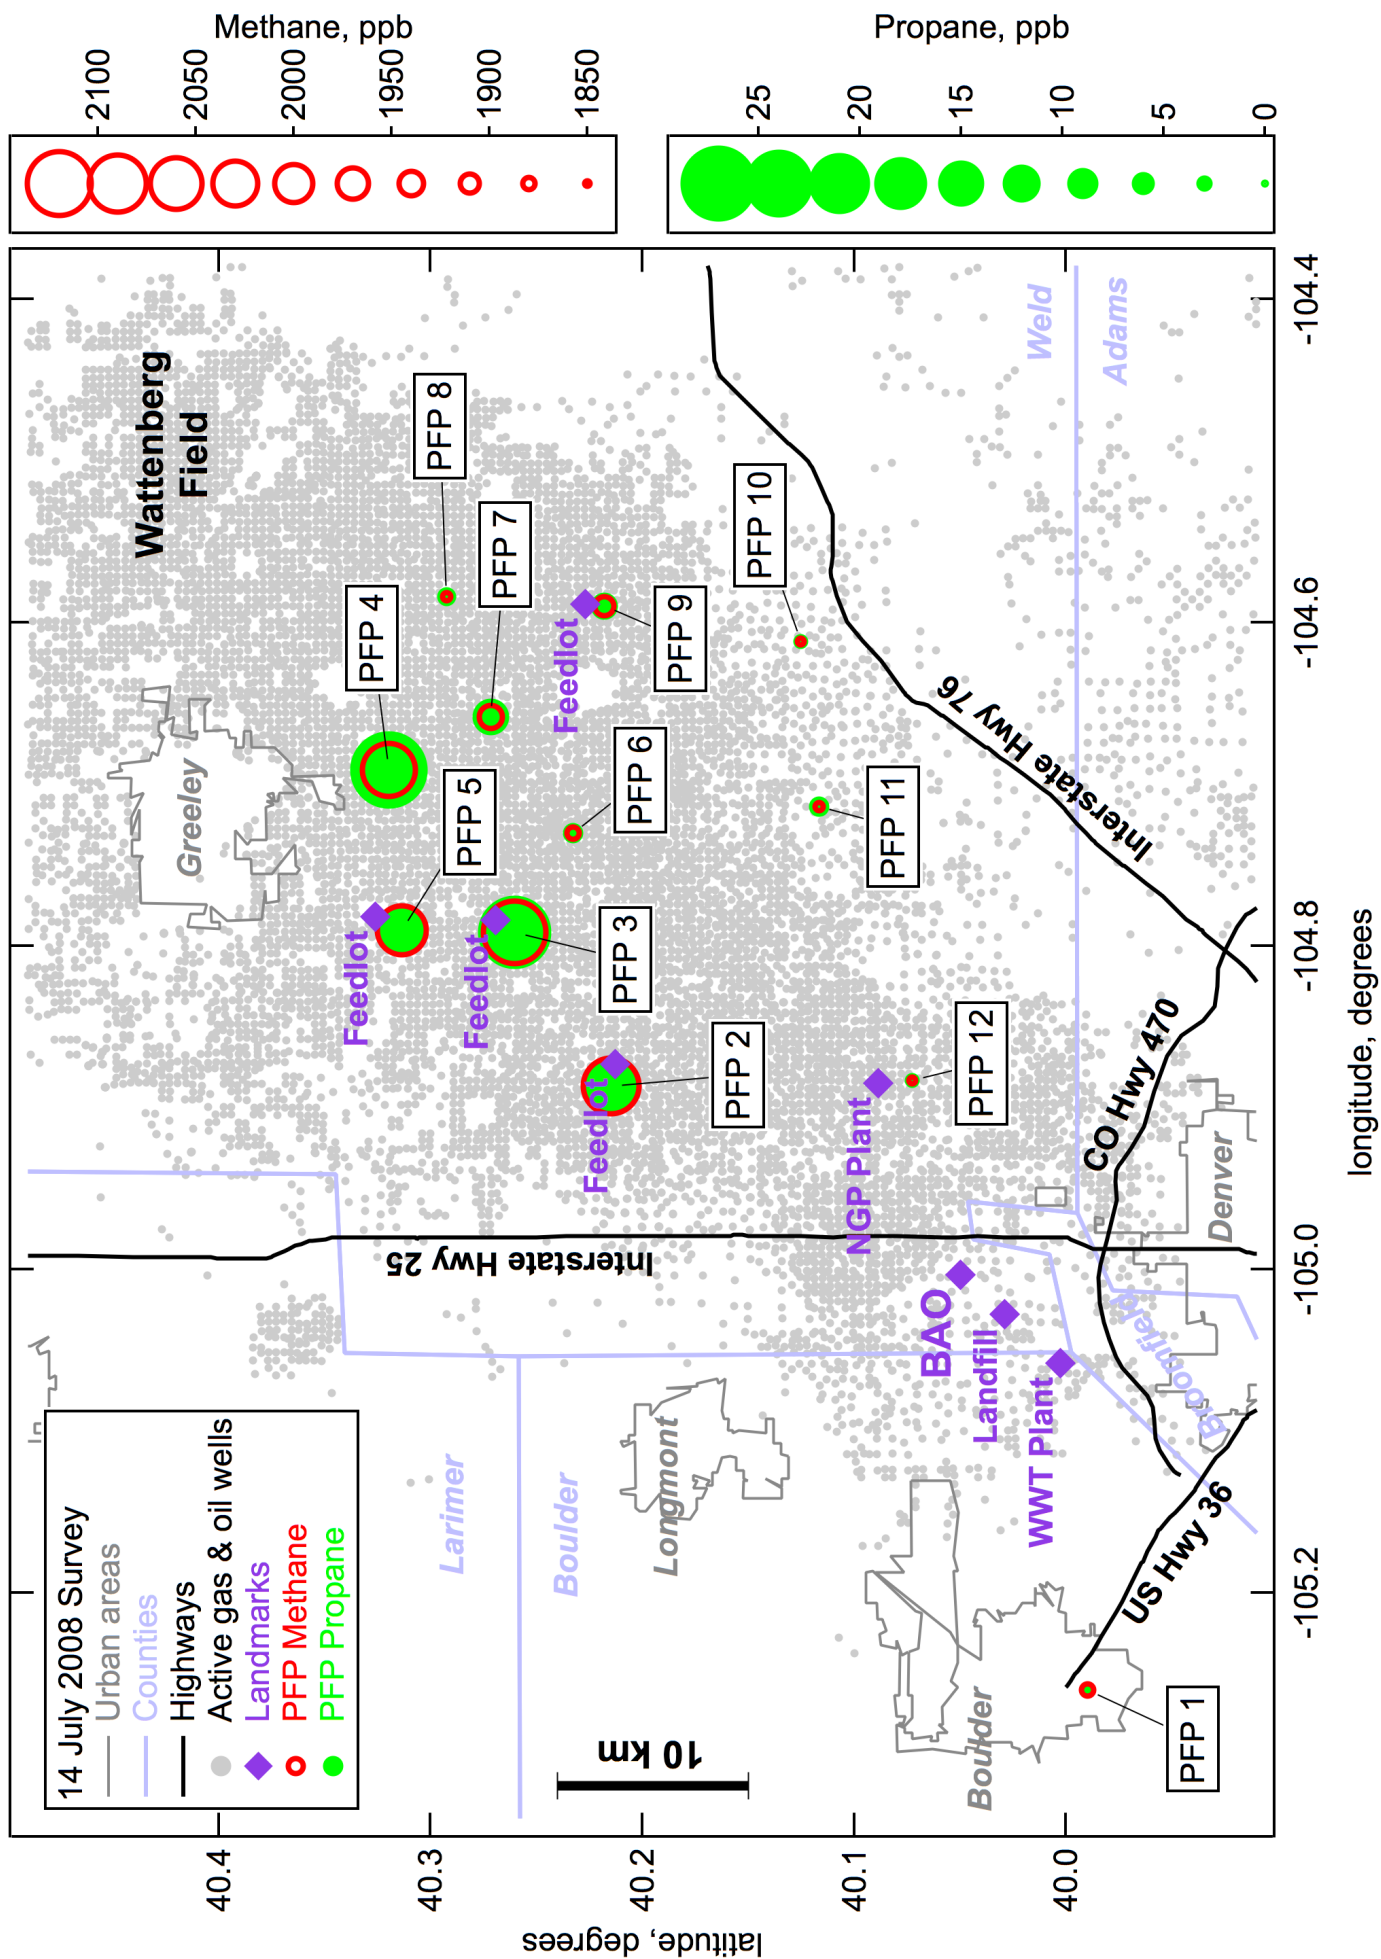 14 July 2008 Survey
Urban areas
Counties
Highways
Active gas & oil wells
Landmarks
PFP Methane
PFP Propane
Wattenberg
Field
Greeley
Larimer
Boulder
Longmont
Boulder
Broomfield
Denver
Weld
Adams
Interstate Hwy 25
Interstate Hwy 76
CO Hwy 470
US Hwy 36
Feedlot
Feedlot
Feedlot
Feedlot
NGP Plant
BAO
Landfill
WWT Plant
PFP 1
PFP 2
PFP 3
PFP 4
PFP 5
PFP 6
PFP 7
PFP 8
PFP 9
PFP 10
PFP 11
PFP 12
10 km
latitude, degrees
40.4
40.3
40.2
40.1
40.0
longitude, degrees
-105.2
-105.0
-104.8
-104.6
-104.4
Methane, ppb
2100
2050
2000
1950
1900
1850
Propane, ppb
25
20
15
10
5
0